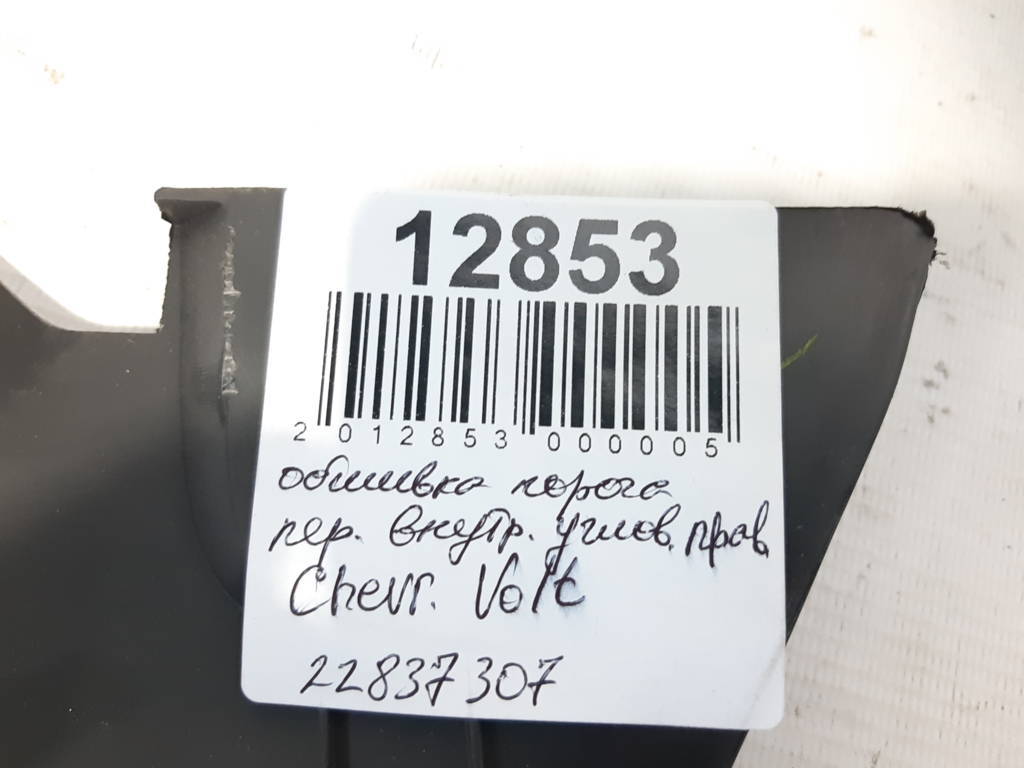 12853
2 012853 000005
обшивка порога
пер. внутр. углов. прав.
Chevr. Volt
22837307